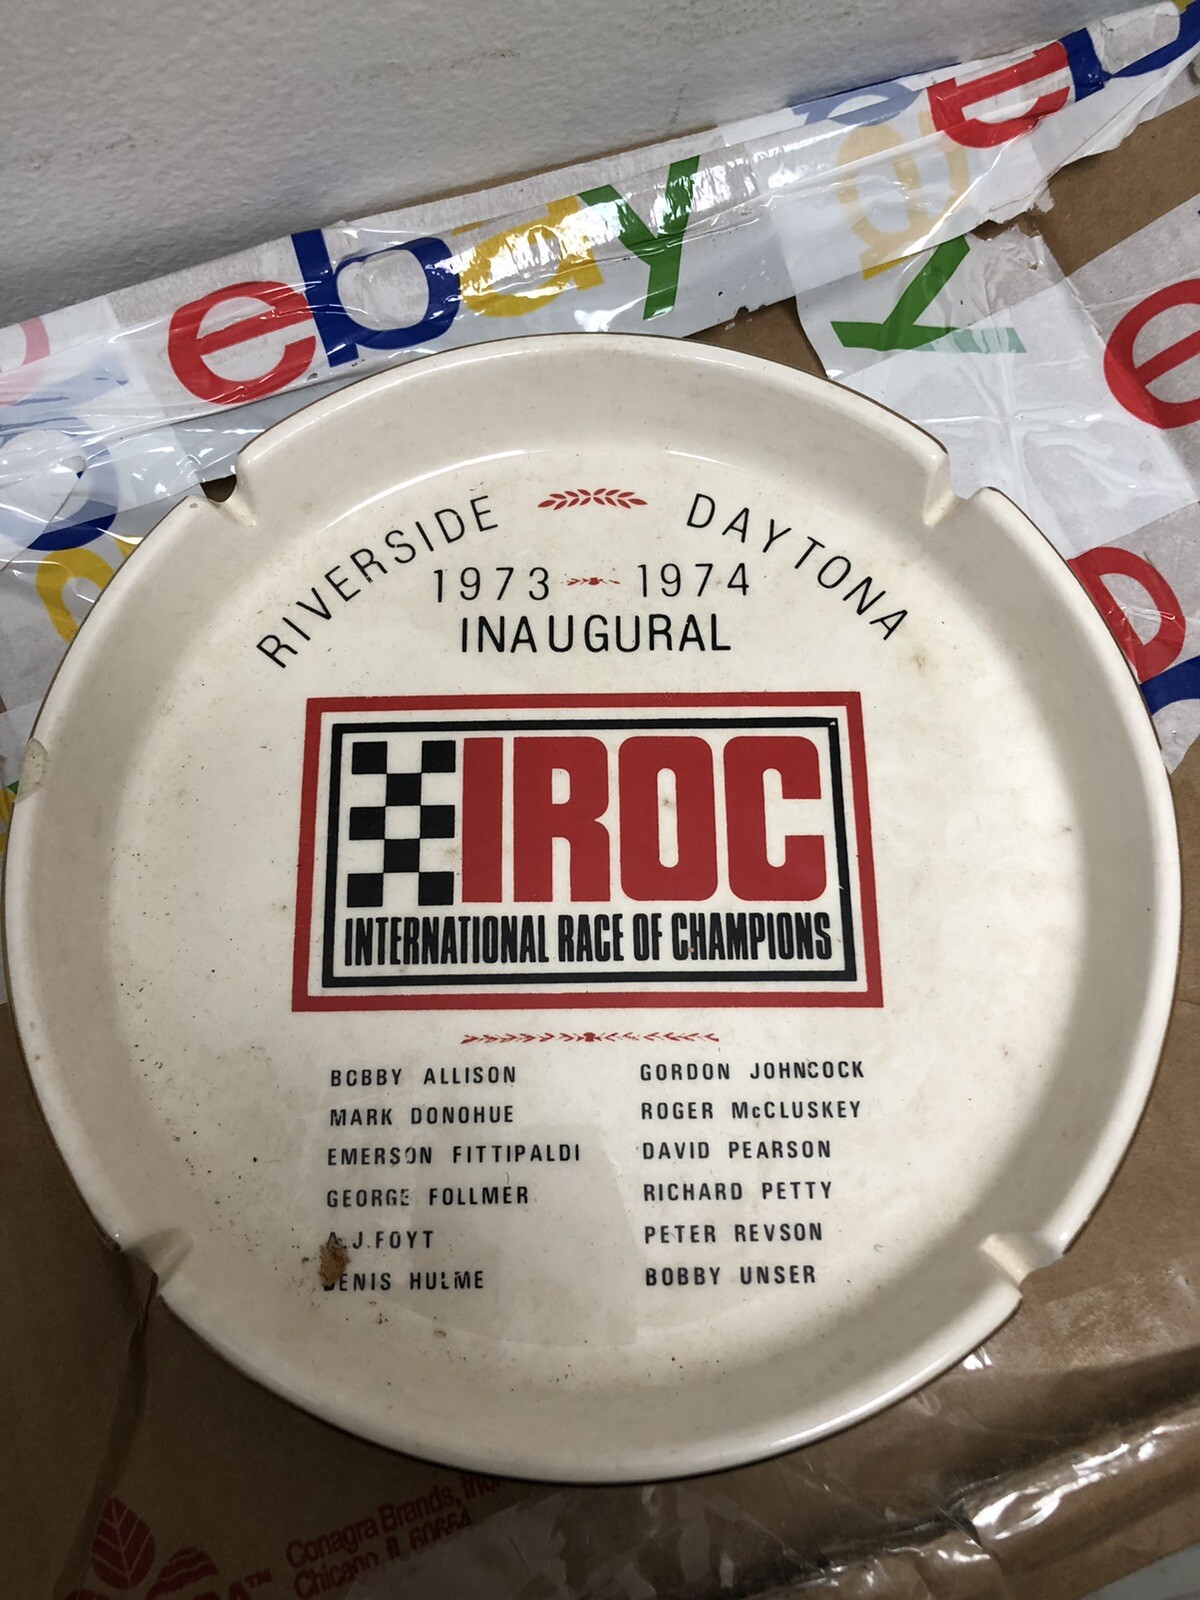 ebay
ebay
e
RIVERSIDE DAYTONA
1973 1974
INAUGURAL
IROC
INTERNATIONAL RACE OF CHAMPIONS
BOBBY ALLISON GORDON JOHNCOCK
MARK DONOHUE ROGER McCLUSKEY
EMERSON FITTIPALDI DAVID PEARSON
GEORGE FOLLMER RICHARD PETTY
A.J.FOYT PETER REVSON
DENIS HULME BOBBY UNSER
Conagra Brands,
Chicago, IL 60654